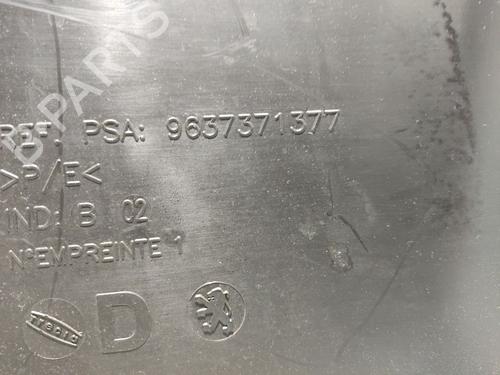 D-PARTS
REF. PSA: 9637371377
>P/E<
IND: B 02
N°EMPREINTE 1
D